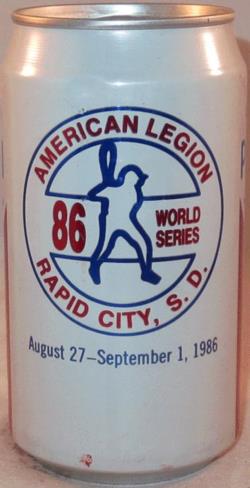 AMERICAN LEGION
86
WORLD
SERIES
RAPID CITY, S. D.
August 27–September 1, 1986